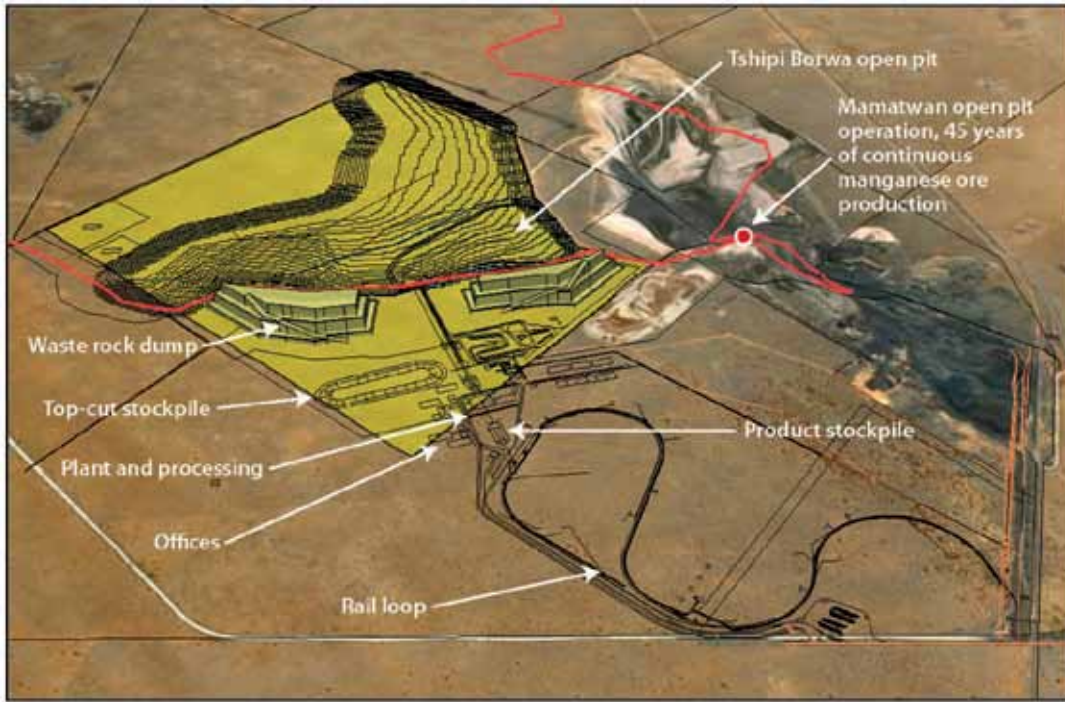 Tshipi Borwa open pit
Mamatwan open pit
operation, 45 years
of continuous
manganese ore
production
Waste rock dump
Top-cut stockpile
Product stockpile
Plant and processing
Offices
Rail loop